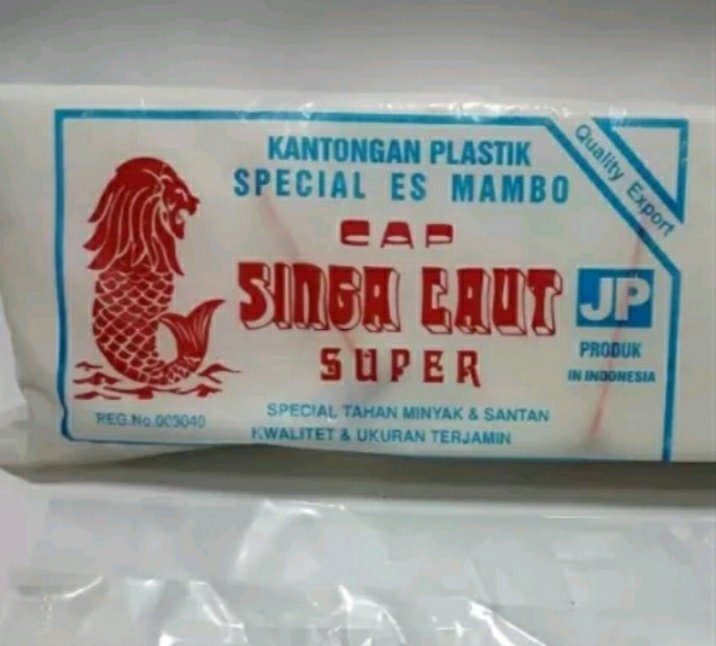 KANTONGAN PLASTIK
SPECIAL ES MAMBO
Quality Export
CAP
SINGA LAUT
SUPER
JP
PRODUK
IN INDONESIA
REG.No.003040
SPECIAL TAHAN MINYAK & SANTAN
KWALITET & UKURAN TERJAMIN